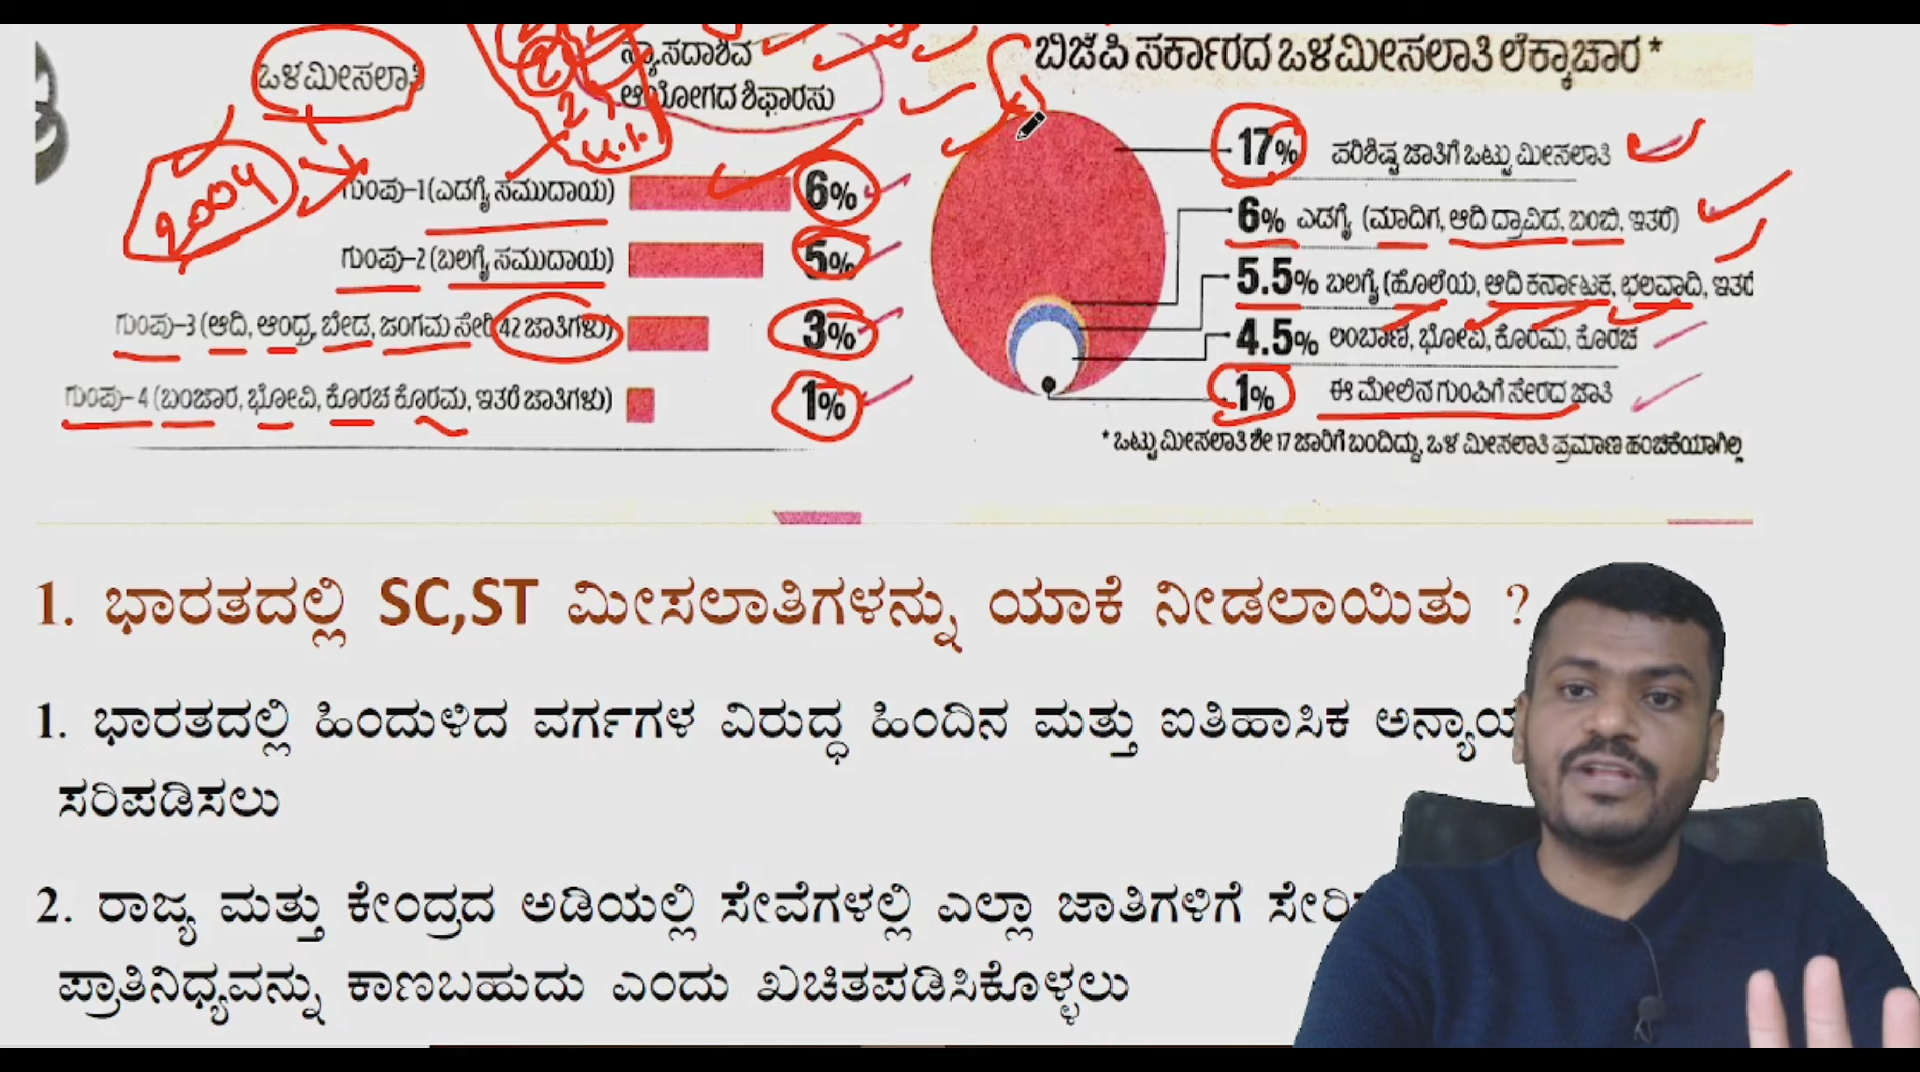 ಒಳಮೀಸಲಾತಿ
2004
ನ್ಯಾ.ಸದಾಶಿವ
ಆಯೋಗದ ಶಿಫಾರಸು
ಗುಂಪು-1 (ಎಡಗೈ ಸಮುದಾಯ) 6%
ಗುಂಪು-2 (ಬಲಗೈ ಸಮುದಾಯ) 5%
ಗುಂಪು-3 (ಆದಿ, ಆಂಧ್ರ, ಬೇಡ, ಜಂಗಮ ಸೇರಿ 42 ಜಾತಿಗಳು) 3%
ಗುಂಪು-4 (ಬಂಜಾರ, ಭೋವಿ, ಕೊರಚ ಕೊರಮ, ಇತರೆ ಜಾತಿಗಳು) 1%
ಬಿಜೆಪಿ ಸರ್ಕಾರದ ಒಳಮೀಸಲಾತಿ ಲೆಕ್ಕಾಚಾರ *
17% ಪರಿಶಿಷ್ಟ ಜಾತಿಗೆ ಒಟ್ಟು ಮೀಸಲಾತಿ
6% ಎಡಗೈ (ಮಾದಿಗ, ಆದಿ ದ್ರಾವಿಡ, ಬಂಬಿ, ಇತರೆ)
5.5% ಬಲಗೈ (ಹೊಲೆಯ, ಆದಿ ಕರ್ನಾಟಕ, ಛಲವಾದಿ, ಇತರೆ
4.5% ಲಂಬಾಣಿ, ಭೋವಿ, ಕೊರಮ, ಕೊರಚ
1% ಈ ಮೇಲಿನ ಗುಂಪಿಗೆ ಸೇರದ ಜಾತಿ
* ಒಟ್ಟು ಮೀಸಲಾತಿ ಶೇ 17 ಜಾರಿಗೆ ಬಂದಿದ್ದು, ಒಳ ಮೀಸಲಾತಿ ಪ್ರಮಾಣ ಹಂಚಿಕೆಯಾಗಿಲ್ಲ
1. ಭಾರತದಲ್ಲಿ SC,ST ಮೀಸಲಾತಿಗಳನ್ನು ಯಾಕೆ ನೀಡಲಾಯಿತು ?
1. ಭಾರತದಲ್ಲಿ ಹಿಂದುಳಿದ ವರ್ಗಗಳ ವಿರುದ್ಧ ಹಿಂದಿನ ಮತ್ತು ಐತಿಹಾಸಿಕ ಅನ್ಯಾಯ
ಸರಿಪಡಿಸಲು
2. ರಾಜ್ಯ ಮತ್ತು ಕೇಂದ್ರದ ಅಡಿಯಲ್ಲಿ ಸೇವೆಗಳಲ್ಲಿ ಎಲ್ಲಾ ಜಾತಿಗಳಿಗೆ
ಪ್ರಾತಿನಿಧ್ಯವನ್ನು ಕಾಣಬಹುದು ಎಂದು ಖಚಿತಪಡಿಸಿಕೊಳ್ಳಲು